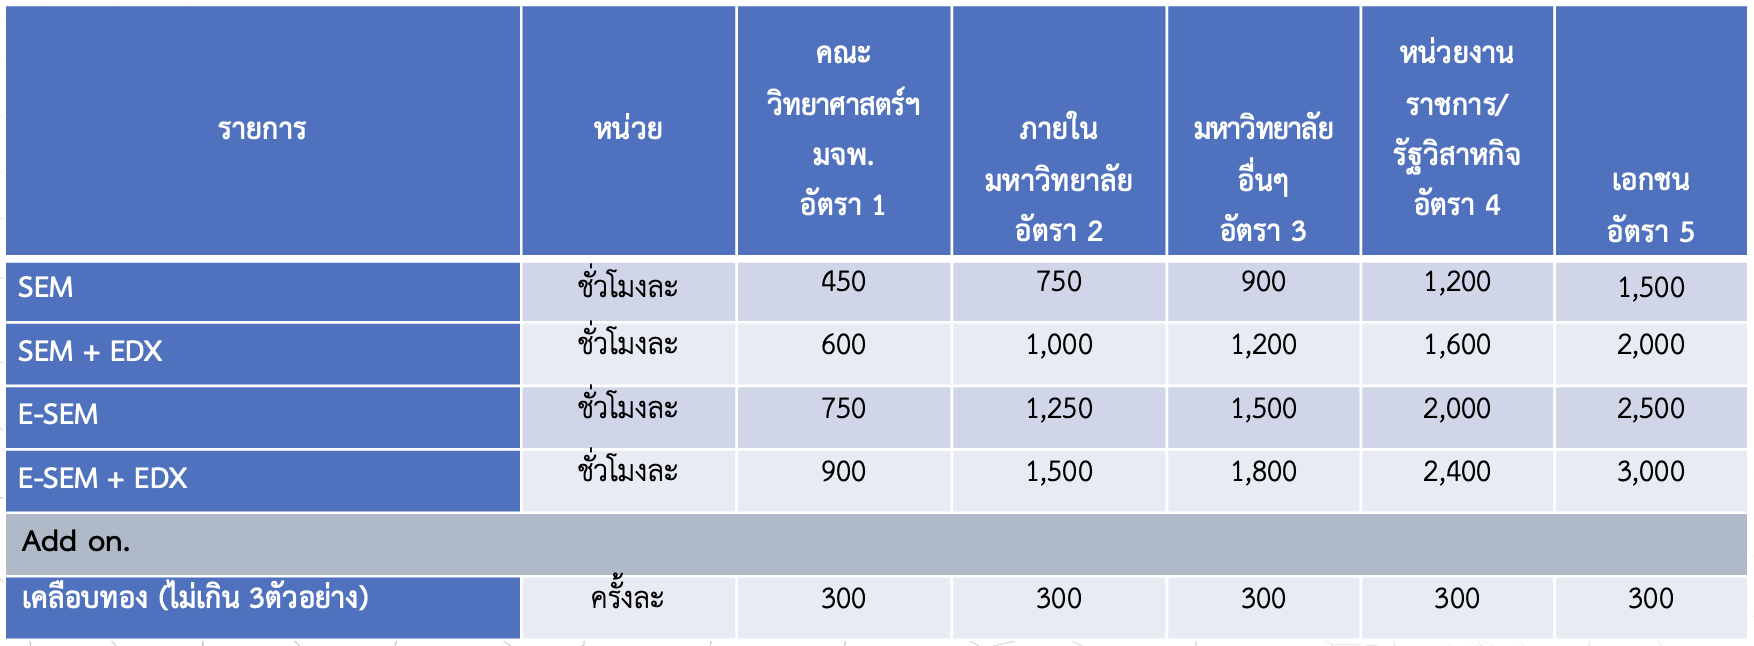 รายการ
หน่วย
คณะ
วิทยาศาสตร์ฯ
มจพ.
อัตรา 1
ภายใน
มหาวิทยาลัย
อัตรา 2
มหาวิทยาลัย
อื่นๆ
อัตรา 3
หน่วยงาน
ราชการ/
รัฐวิสาหกิจ
อัตรา 4
เอกชน
อัตรา 5
SEM ชั่วโมงละ 450 750 900 1,200 1,500
SEM + EDX ชั่วโมงละ 600 1,000 1,200 1,600 2,000
E-SEM ชั่วโมงละ 750 1,250 1,500 2,000 2,500
E-SEM + EDX ชั่วโมงละ 900 1,500 1,800 2,400 3,000
Add on.
เคลือบทอง (ไม่เกิน 3ตัวอย่าง) ครั้งละ 300 300 300 300 300